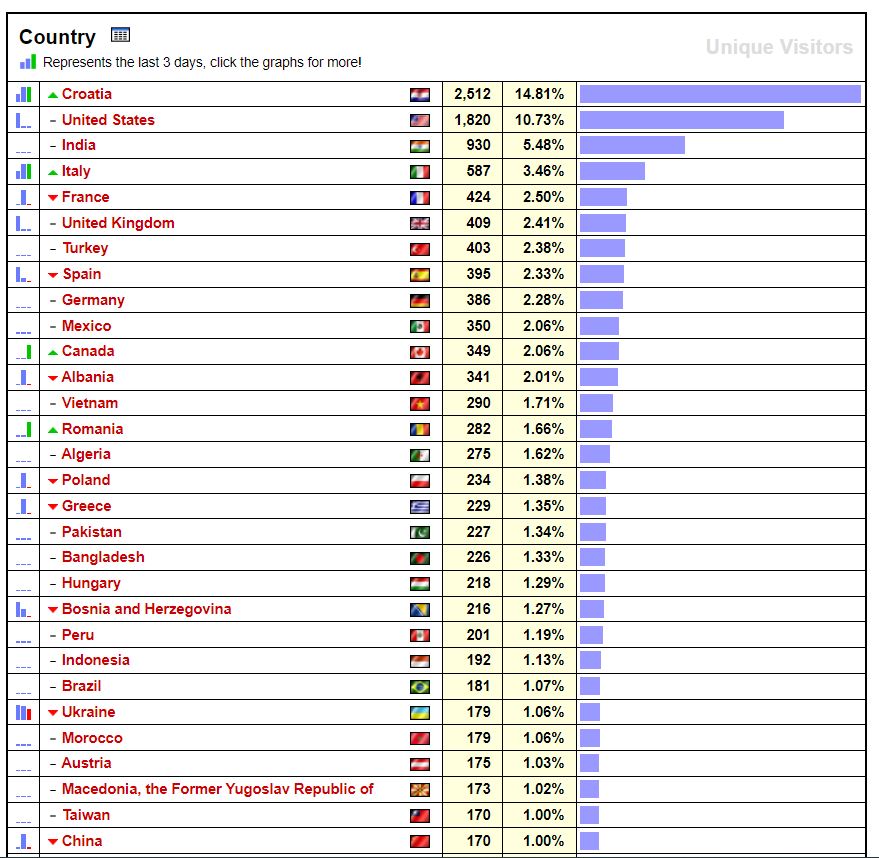 Country
Unique Visitors
Represents the last 3 days, click the graphs for more!
Croatia 2,512 14.81%
– United States 1,820 10.73%
– India 930 5.48%
Italy 587 3.46%
France 424 2.50%
– United Kingdom 409 2.41%
– Turkey 403 2.38%
Spain 395 2.33%
– Germany 386 2.28%
– Mexico 350 2.06%
Canada 349 2.06%
Albania 341 2.01%
– Vietnam 290 1.71%
Romania 282 1.66%
– Algeria 275 1.62%
Poland 234 1.38%
Greece 229 1.35%
– Pakistan 227 1.34%
– Bangladesh 226 1.33%
– Hungary 218 1.29%
Bosnia and Herzegovina 216 1.27%
– Peru 201 1.19%
– Indonesia 192 1.13%
– Brazil 181 1.07%
Ukraine 179 1.06%
– Morocco 179 1.06%
– Austria 175 1.03%
– Macedonia, the Former Yugoslav Republic of 173 1.02%
– Taiwan 170 1.00%
China 170 1.00%